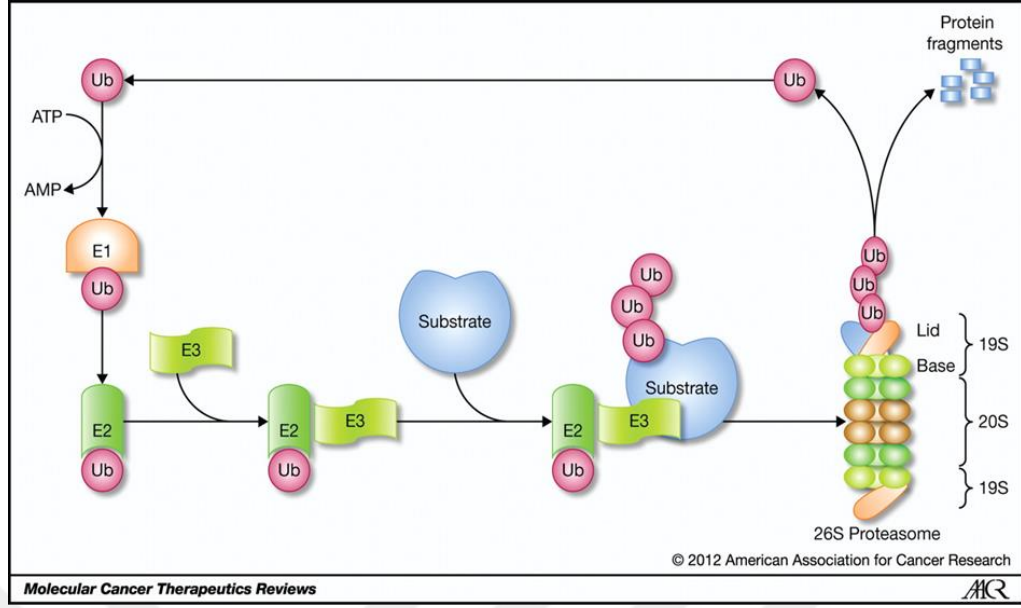 Protein
fragments
Ub
Ub
ATP
AMP
E1
Ub
Ub
Ub
Ub
Ub
Ub
Ub
Substrate
Substrate
E3
E3
E3
E2
E2
E2
Ub
Ub
Ub
Lid
Base
19S
20S
19S
26S Proteasome
© 2012 American Association for Cancer Research
Molecular Cancer Therapeutics Reviews
AACR